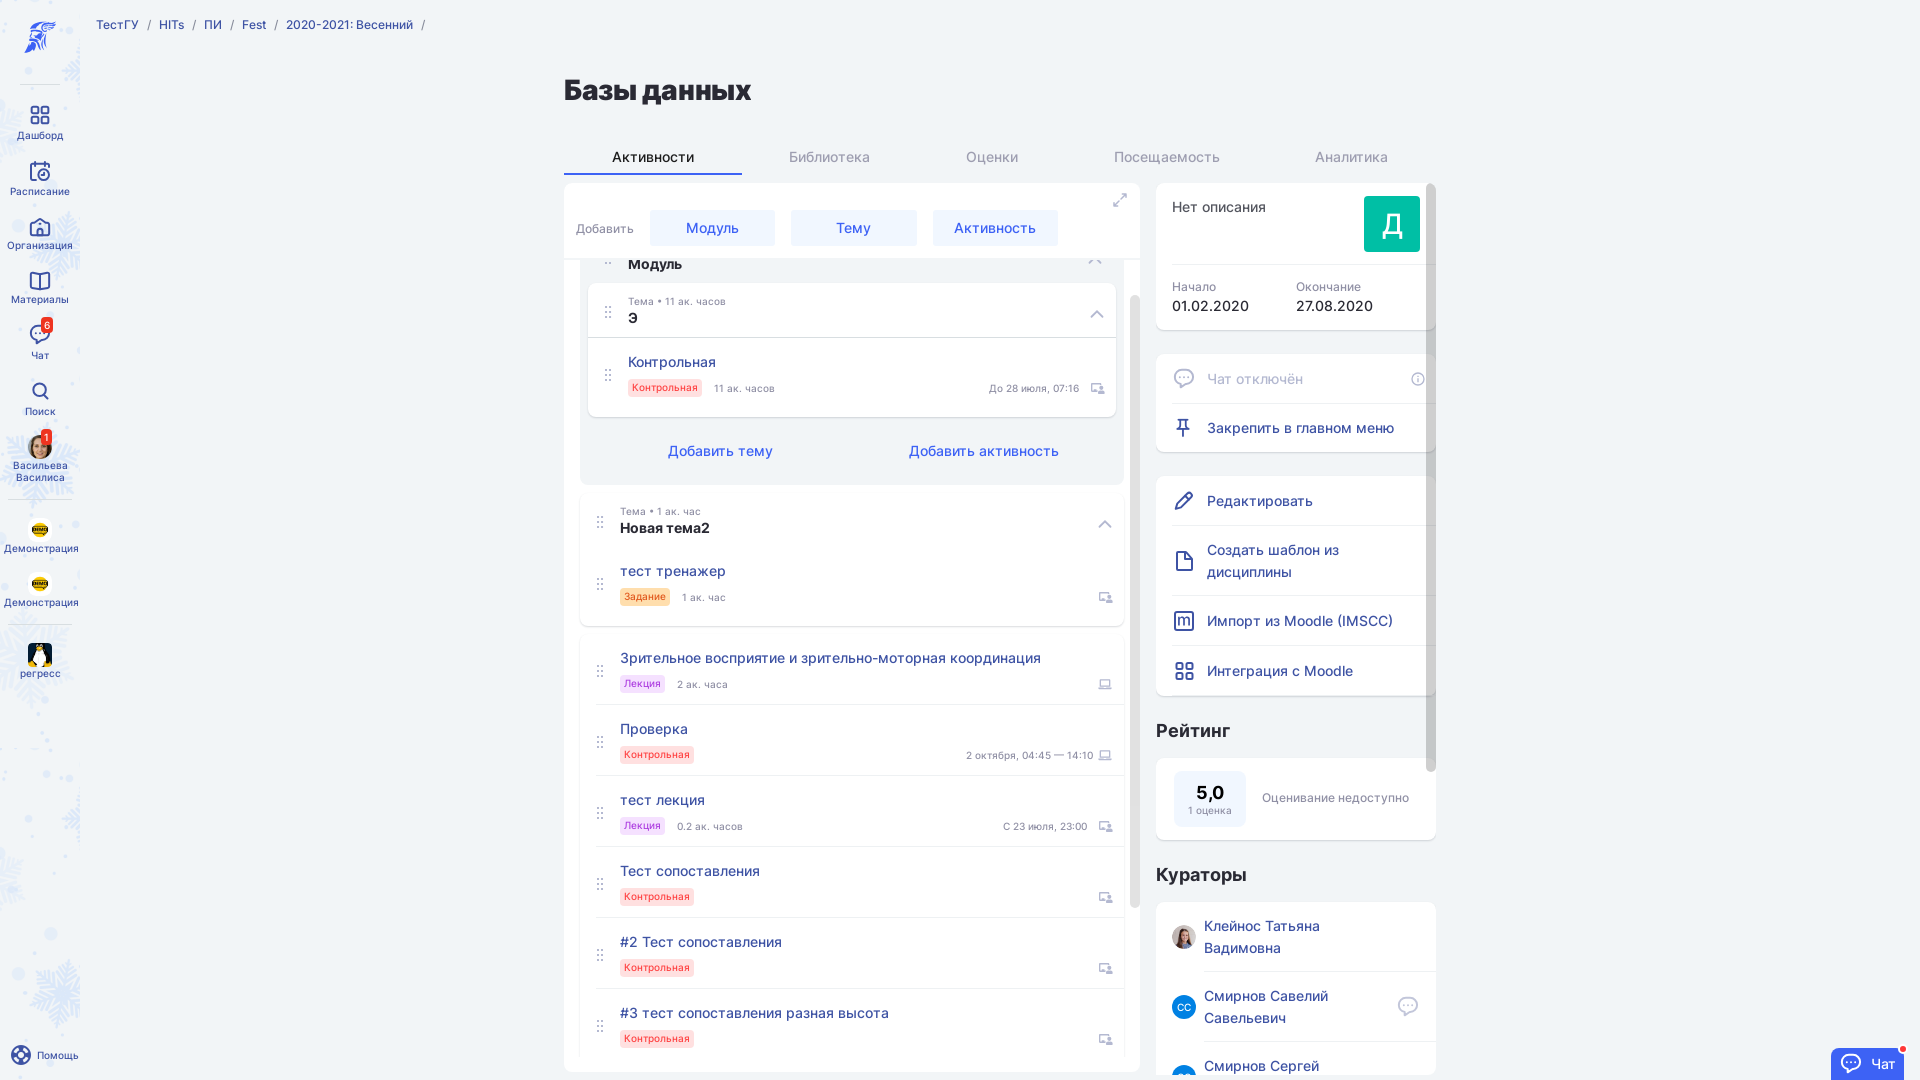 ТестГУ / HITs / ПИ / Fest / 2020-2021: Весенний /
Дашборд
Расписание
Организация
Материалы
6
Чат
Поиск
1
Васильева
Василиса
DEMO
Демонстрация
DEMO
Демонстрация
регресс
Помощь
Базы данных
Активности
Библиотека
Оценки
Посещаемость
Аналитика
Добавить
Модуль
Тему
Активность
Модуль
Тема • 11 ак. часов
Э
Контрольная
Контрольная 11 ак. часов До 28 июля, 07:16
Добавить тему
Добавить активность
Тема • 1 ак. час
Новая тема2
тест тренажер
Задание 1 ак. час
Зрительное восприятие и зрительно-моторная координация
Лекция 2 ак. часа
Проверка
Контрольная 2 октября, 04:45 — 14:10
тест лекция
Лекция 0.2 ак. часов С 23 июля, 23:00
Тест сопоставления
Контрольная
#2 Тест сопоставления
Контрольная
#3 тест сопоставления разная высота
Контрольная
Нет описания
Д
Начало
01.02.2020
Окончание
27.08.2020
Чат отключён
Закрепить в главном меню
Редактировать
Создать шаблон из
дисциплины
Импорт из Moodle (IMSCC)
Интеграция с Moodle
Рейтинг
5,0
1 оценка
Оценивание недоступно
Кураторы
Клейнос Татьяна
Вадимовна
СС
Смирнов Савелий
Савельевич
Смирнов Сергей
Чат